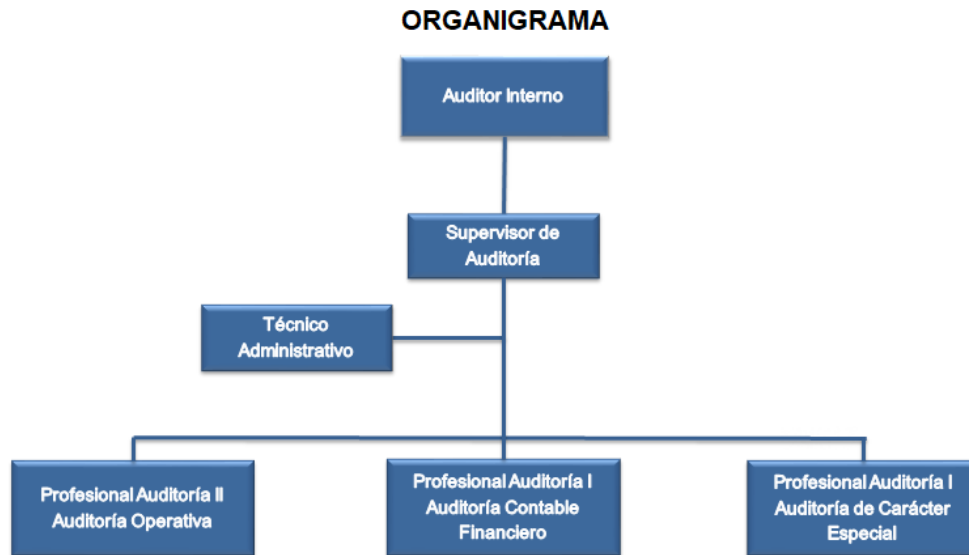 ORGANIGRAMA
Auditor Interno
Supervisor de
Auditoría
Técnico
Administrativo
Profesional Auditoría II
Auditoría Operativa
Profesional Auditoría I
Auditoría Contable
Financiero
Profesional Auditoría I
Auditoría de Carácter
Especial